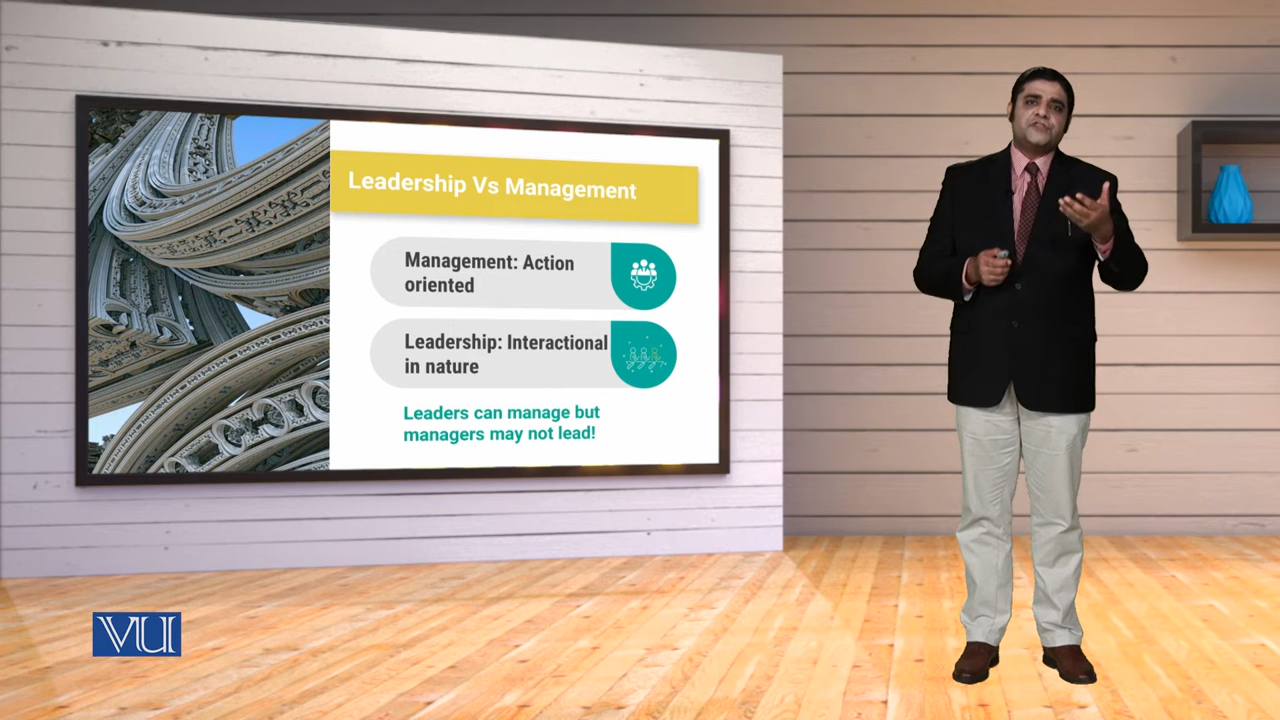 Leadership Vs Management
Management: Action
oriented
Leadership: Interactional
in nature
Leaders can manage but
managers may not lead!
VU